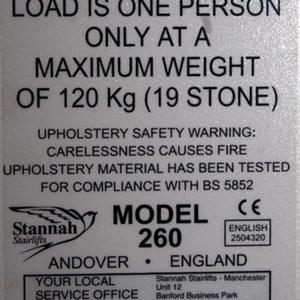 LOAD IS ONE PERSON
ONLY AT A
MAXIMUM WEIGHT
OF 120 Kg (19 STONE)
UPHOLSTERY SAFETY WARNING:
CARELESSNESS CAUSES FIRE
UPHOLSTERY MATERIAL HAS BEEN TESTED
FOR COMPLIANCE WITH BS 5852
Stannah
Stairlifts
MODEL
260
CE
ENGLISH
2504320
ANDOVER • ENGLAND
YOUR LOCAL
SERVICE OFFICE
Stannah Stairlifts - Manchester
Unit 12
Banford Business Park